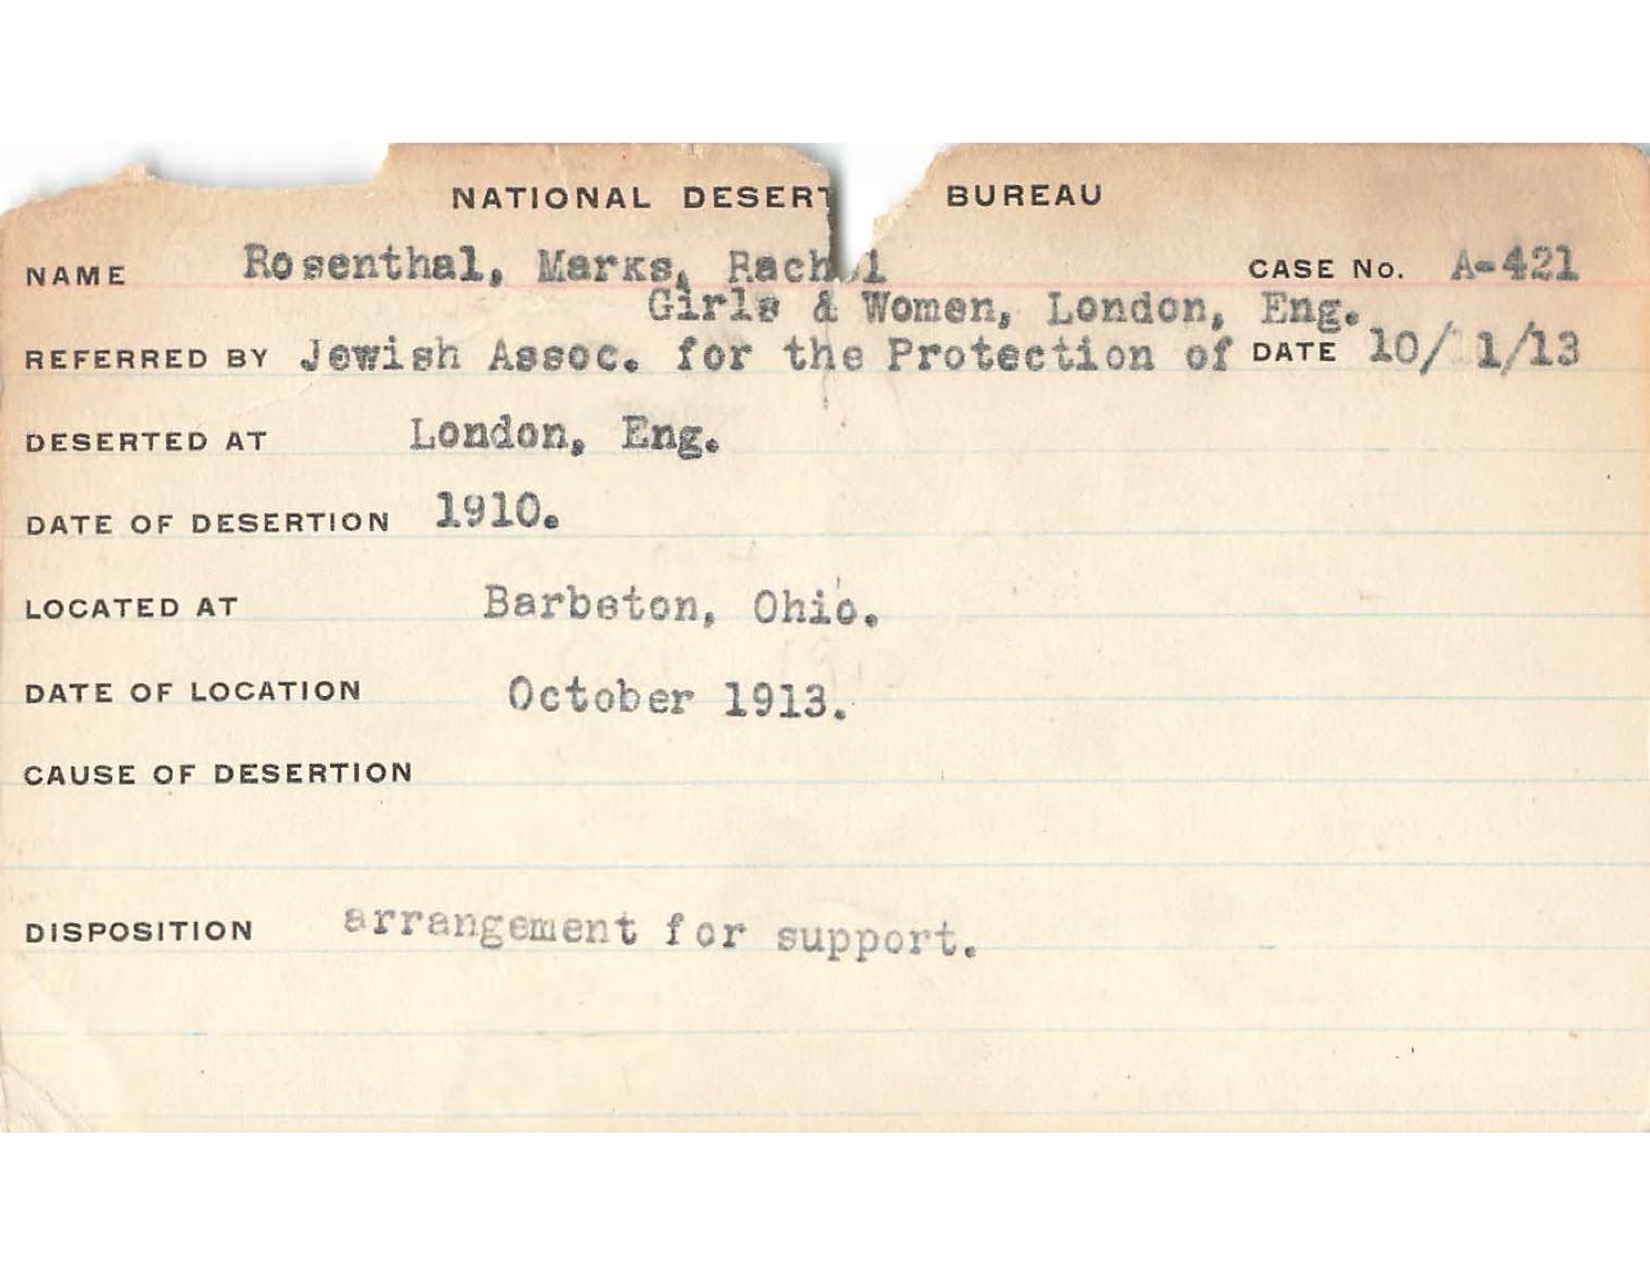 NATIONAL DESERT BUREAU
NAME Rosenthal, Marks, Rachel CASE No. A-421
Girls & Women, London, Eng.
REFERRED BY Jewish Assoc. for the Protection of DATE 10/ 1/13
DESERTED AT London, Eng.
DATE OF DESERTION 1910.
LOCATED AT Barbeton, Ohio.
DATE OF LOCATION October 1913.
CAUSE OF DESERTION
DISPOSITION arrangement for support.